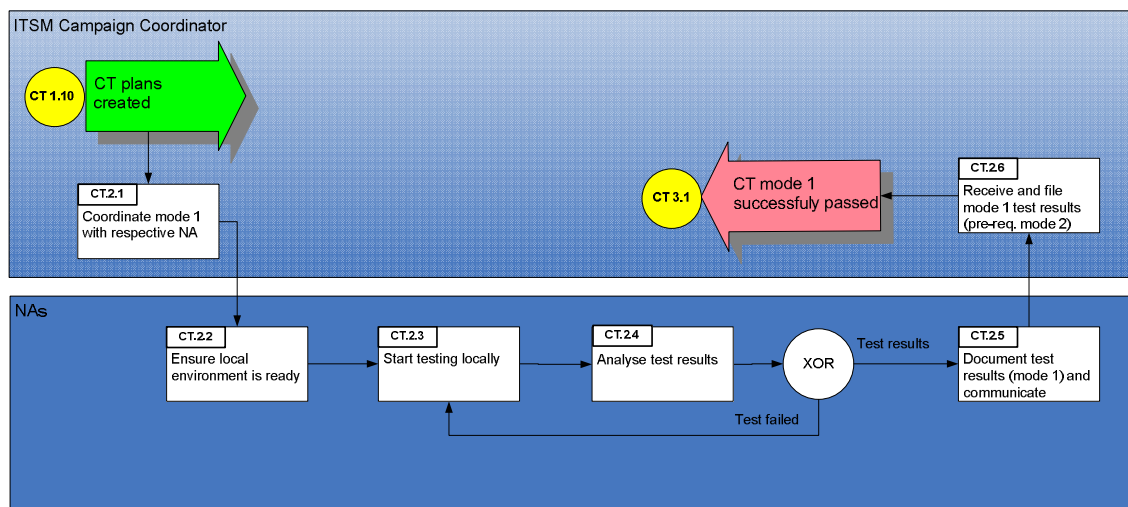 ITSM Campaign Coordinator
CT 1.10
CT plans
created
CT.2.1
Coordinate mode 1
with respective NA
CT 3.1
CT mode 1
successfuly passed
CT.2.6
Receive and file
mode 1 test results
(pre-req. mode 2)
NAs
CT.2.2
Ensure local
environment is ready
CT.2.3
Start testing locally
CT.2.4
Analyse test results
XOR
Test results
Test failed
CT.2.5
Document test
results (mode 1) and
communicate